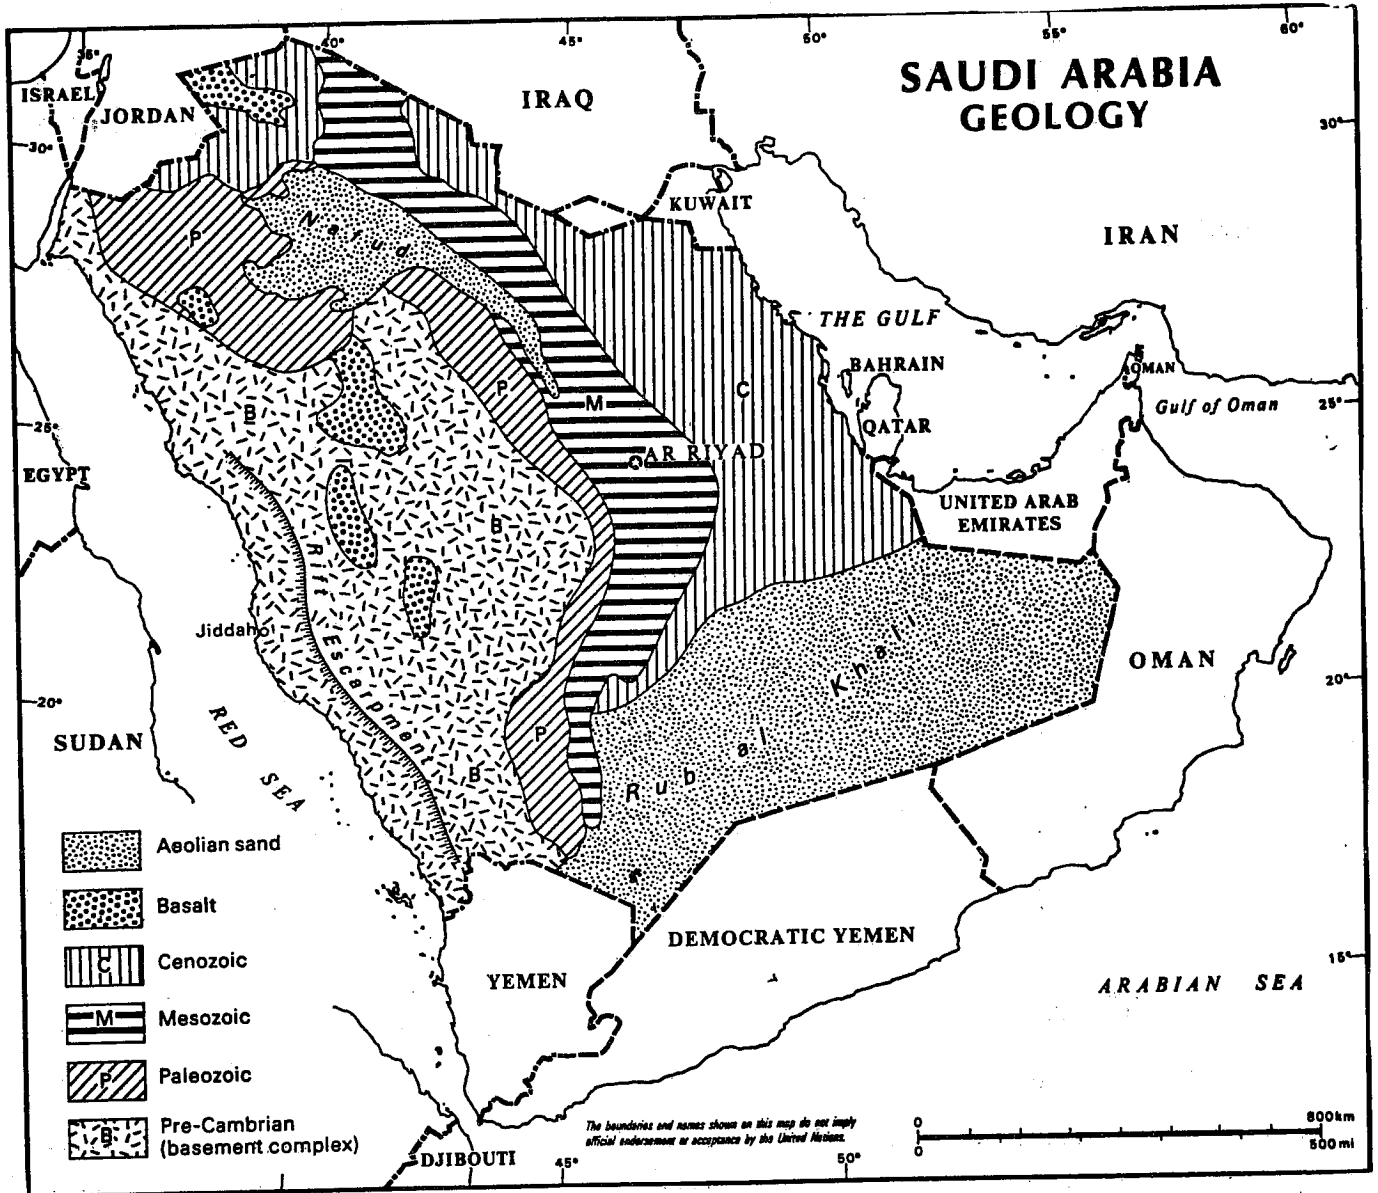 SAUDI ARABIA
GEOLOGY
35°
40°
45°
50°
55°
60°
ISRAEL
JORDAN
IRAQ
30°
30°
KUWAIT
IRAN
P
Nafud
THE GULF
BAHRAIN
OMAN
QATAR
Gulf of Oman
P
M
C
B
25°
25°
AR RIYAD
EGYPT
UNITED ARAB
EMIRATES
B
Rift Escarpment
Jiddah
OMAN
20°
20°
SUDAN
RED SEA
P
B
Rub al Khali
Aeolian sand
Basalt
C
Cenozoic
M
Mesozoic
P
Paleozoic
B
Pre-Cambrian
(basement complex)
DEMOCRATIC YEMEN
YEMEN
15°
ARABIAN SEA
DJIBOUTI
The boundaries and names shown on this map do not imply
official endorsement or acceptance by the United Nations.
0 800km
0 500mi
45°
50°